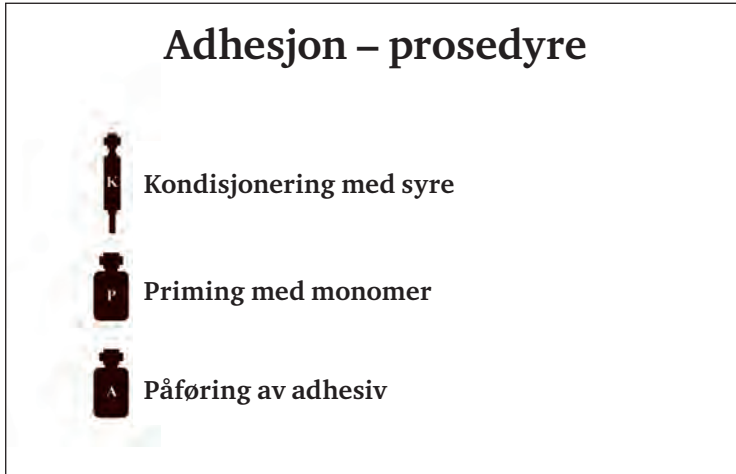 Adhesjon – prosedyre
K
Kondisjonering med syre
P
Priming med monomer
A
Påføring av adhesiv